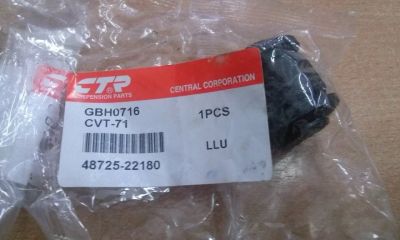 CTR®
SUSPENSION PARTS
CENTRAL CORPORATION
GBH0716
1PCS
CVT-71
LLU
48725-22180